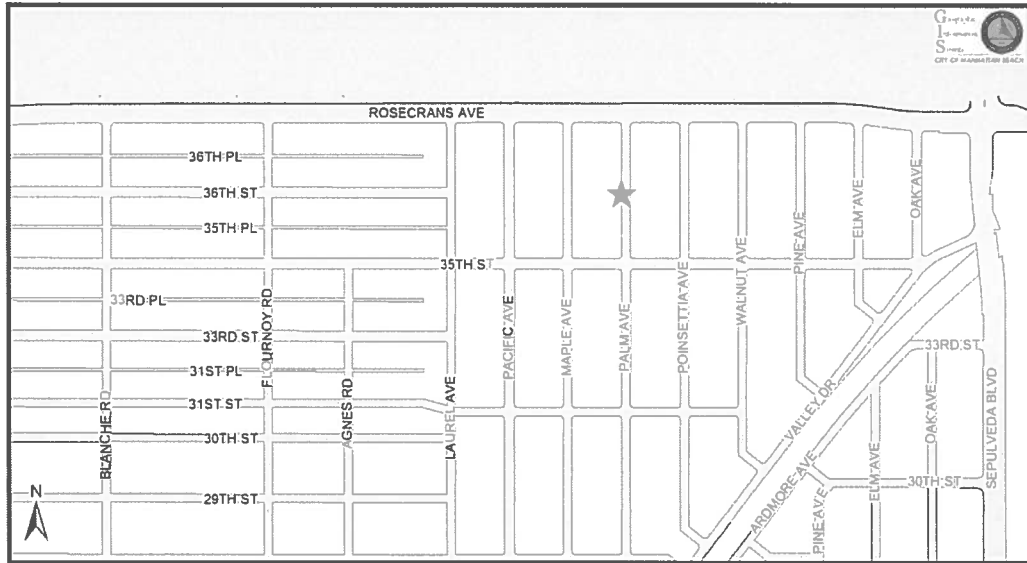 G
I
S
CITY OF MANHATTAN BEACH
ROSECRANS AVE
36TH PL
36TH ST
35TH PL
35TH ST
33RD PL
33RD ST
31ST PL
31ST ST
30TH ST
29TH ST
BLANCHE RD
FLOURNOY RD
AGNES RD
LAUREL AVE
PACIFIC AVE
MAPLE AVE
PALM AVE
POINSETTIA AVE
WALNUT AVE
PINE AVE
ELM AVE
OAK AVE
VALLEY DR
ARDMORE AVE
33RD ST
PINE AVE
ELM AVE
OAK AVE
30TH ST
SEPULVEDA BLVD
N